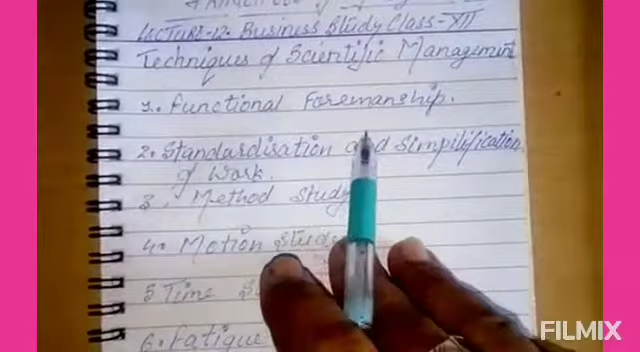 LECTURE-12. Business Study Class-XII
Techniques of Scientific Management
1. Functional Foremanship.
2. Standardisation and Simplification
of Work.
3. Method Study
4. Motion Study
5 Time
6. Fatigue
FILMIX